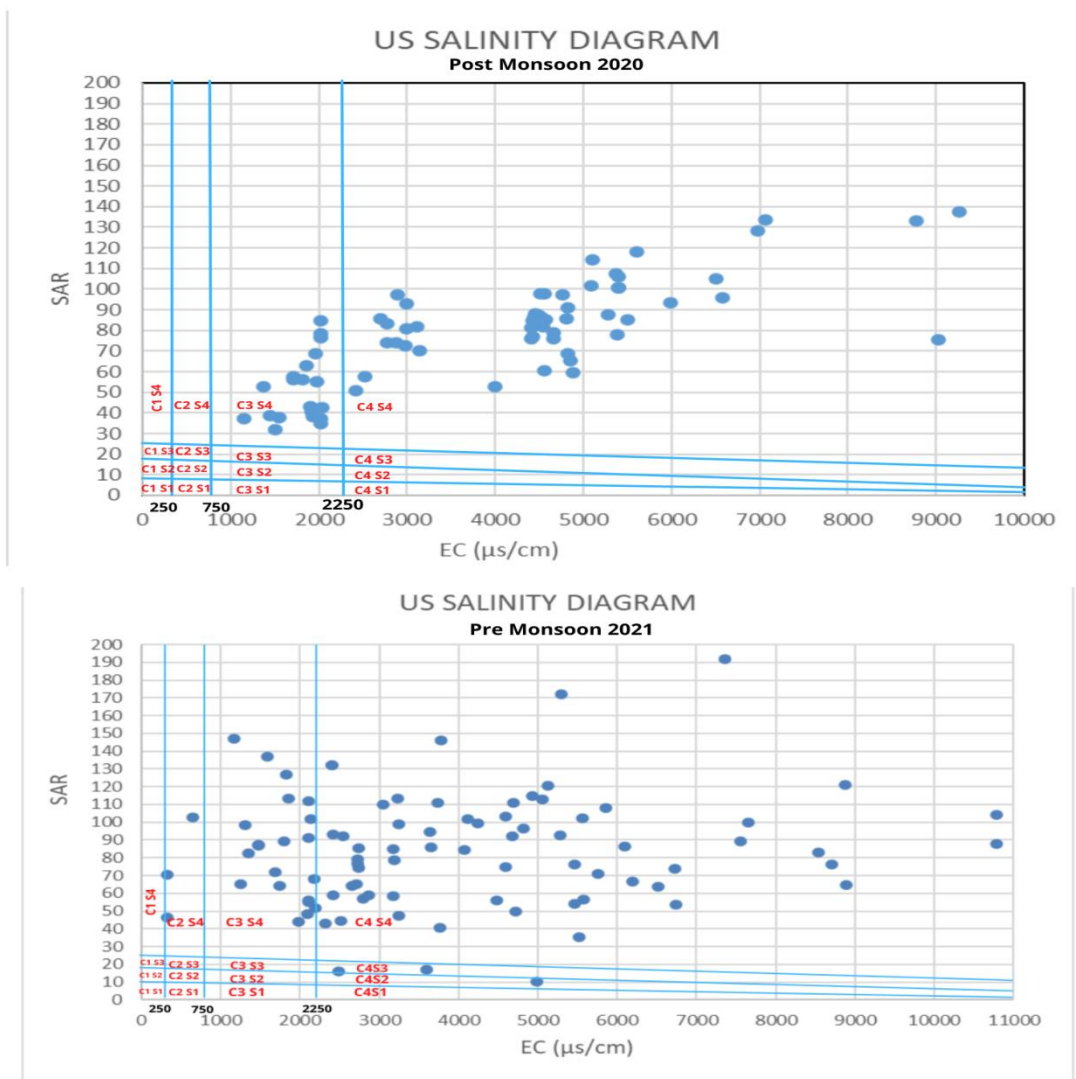 US SALINITY DIAGRAM
Post Monsoon 2020
200
190
180
170
160
150
140
130
120
110
100
90
80
70
60
50
40
30
20
10
0
SAR
C1 S4
C2 S4
C3 S4
C4 S4
C1 S3
C2 S3
C3 S3
C4 S3
C1 S2
C2 S2
C3 S2
C4 S2
C1 S1
C2 S1
C3 S1
C4 S1
250 750 2250
0 1000 2000 3000 4000 5000 6000 7000 8000 9000 10000
EC (µs/cm)
US SALINITY DIAGRAM
Pre Monsoon 2021
200
190
180
170
160
150
140
130
120
110
100
90
80
70
60
50
40
30
20
10
0
SAR
C1 S4
C2 S4
C3 S4
C4 S4
C1 S3
C2 S3
C3 S3
C4S3
C1 S2
C2 S2
C3 S2
C4S2
C1 S1
C2 S1
C3 S1
C4S1
250 750 2250
0 1000 2000 3000 4000 5000 6000 7000 8000 9000 10000 11000
EC (µs/cm)